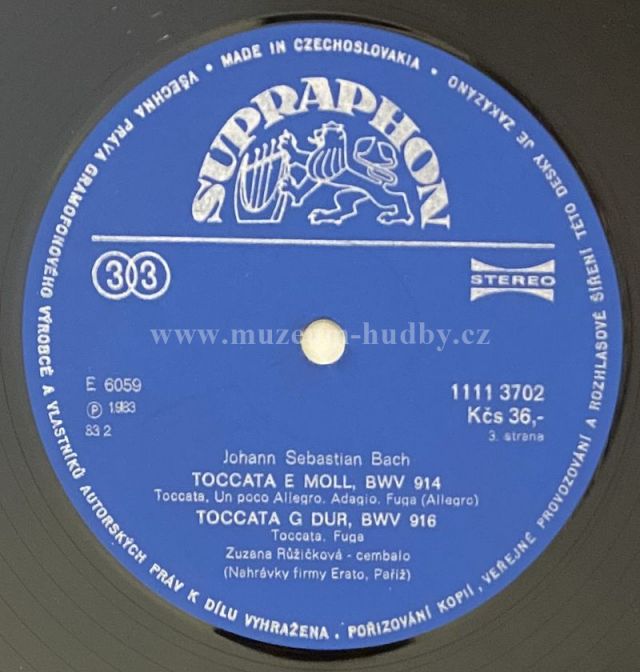 VŠECHNA PRÁVA GRAMOFONOVÉHO VÝROBCE A VLASTNÍKŮ AUTORSKÝCH PRÁV K DÍLU VYHRAŽENA. POŘIZOVÁNÍ KOPIÍ, VEŘEJNÉ PROVOZOVÁNÍ A ROZHLASOVÉ ŠÍŘENÍ TÉTO DESKY JE ZAKÁZÁNO
• MADE IN CZECHOSLOVAKIA •
SUPRAPHON
33
STEREO
www.muzeum-hudby.cz
E 6059
Ⓟ 1983
83 2
1111 3702
Kčs 36,-
3. strana
Johann Sebastian Bach
TOCCATA E MOLL, BWV 914
Toccata, Un poco Allegro, Adagio, Fuga (Allegro)
TOCCATA G DUR, BWV 916
Toccata, Fuga
Zuzana Růžičková - cembalo
(Nahrávky firmy Erato, Paříž)